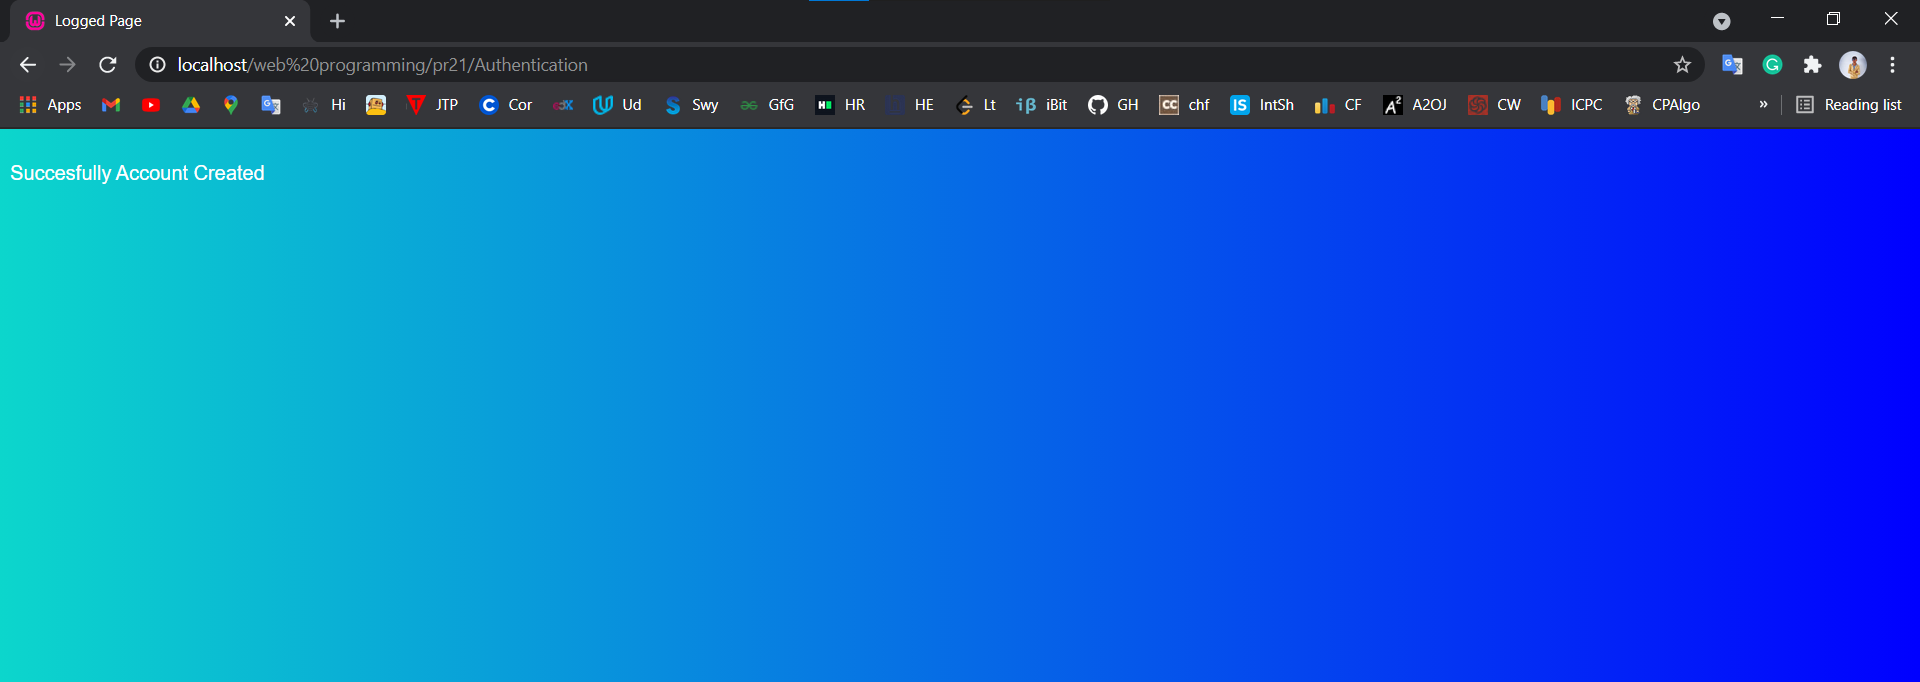 Logged Page
localhost/web%20programming/pr21/Authentication
Apps Hi JTP Cor Ud Swy GfG HR HE Lt iBit GH chf IntSh CF A2OJ CW ICPC CPAlgo » Reading list
Succesfully Account Created